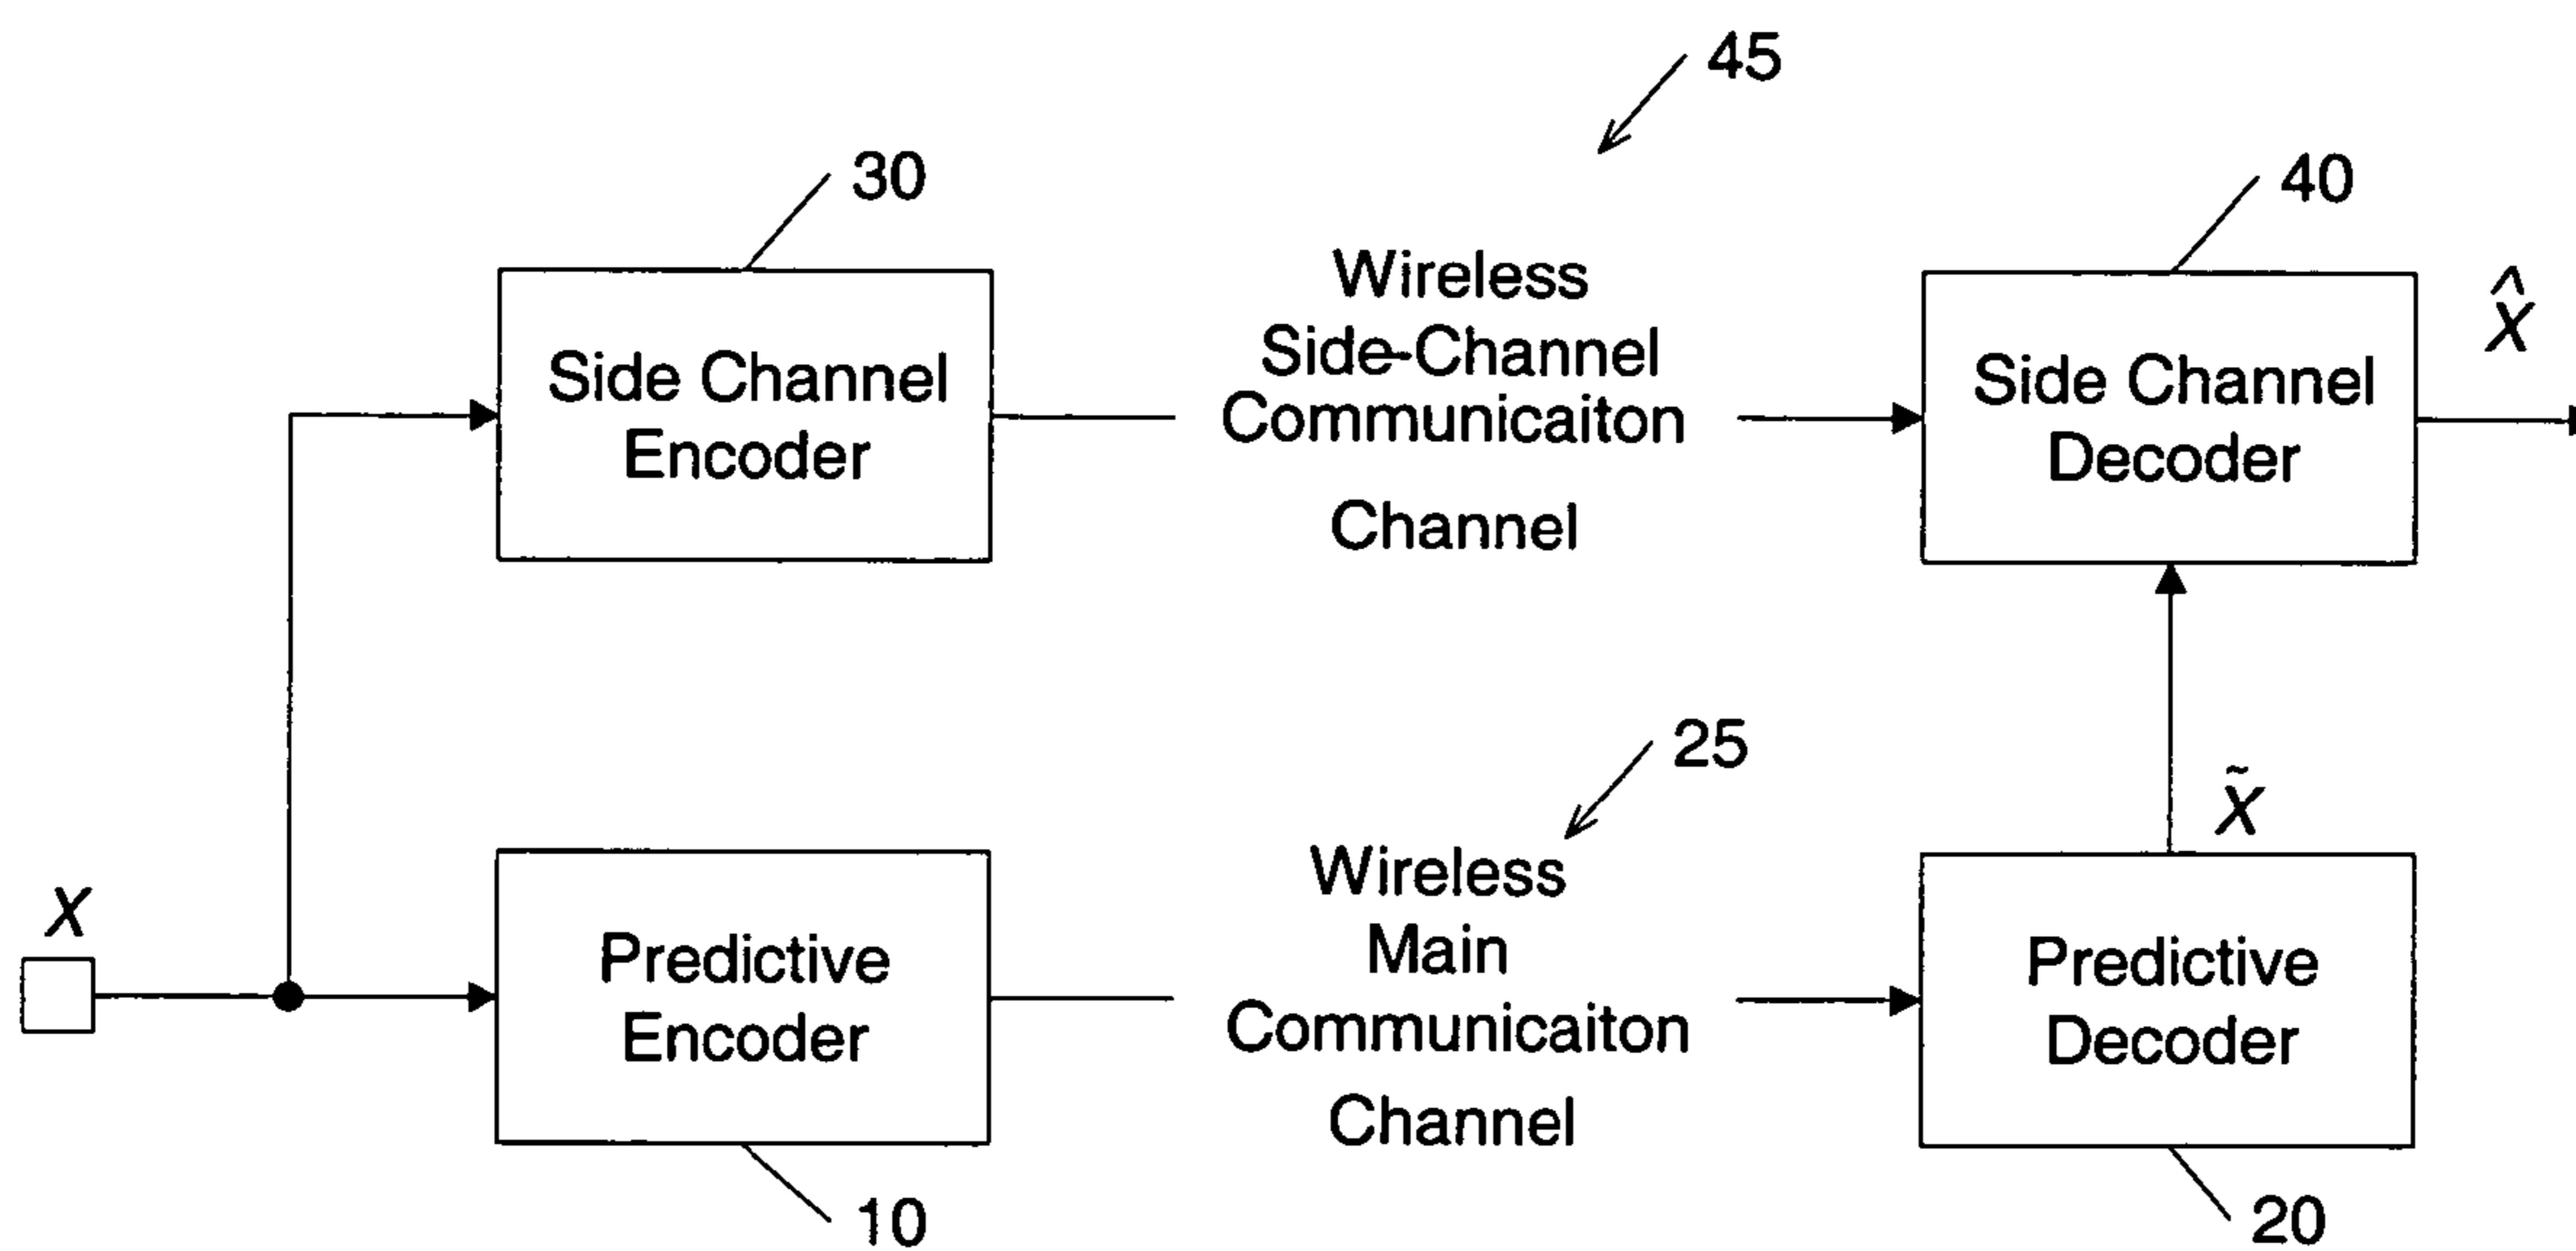 45
30
40
Wireless
Side-Channel
Communicaiton
Channel
Side Channel
Encoder
Side Channel
Decoder
X̂
25
X̃
X
Wireless
Main
Communicaiton
Channel
Predictive
Encoder
Predictive
Decoder
10
20